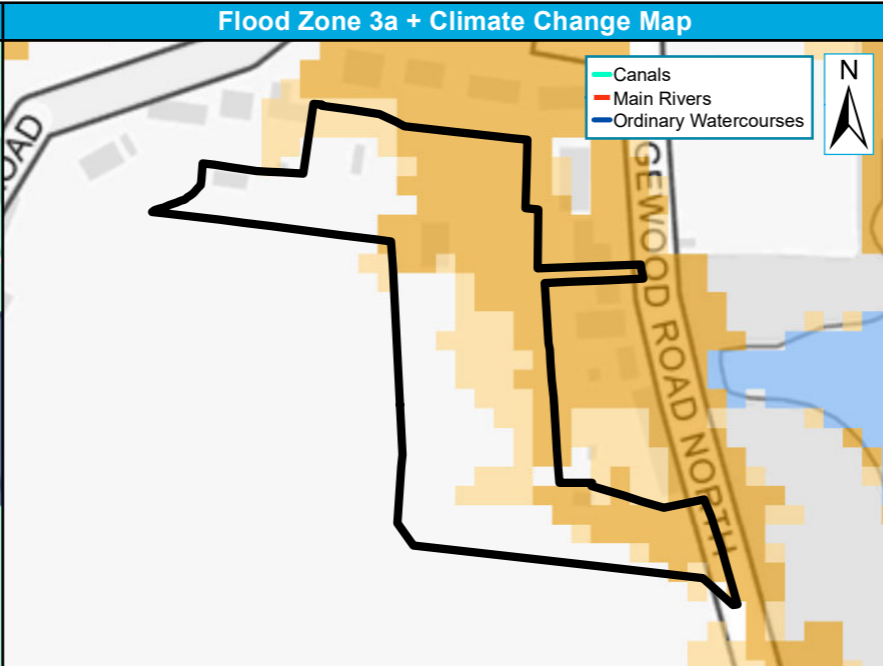 Flood Zone 3a + Climate Change Map
Canals
Main Rivers
Ordinary Watercourses
N
OAD
GEWOOD ROAD NORTH